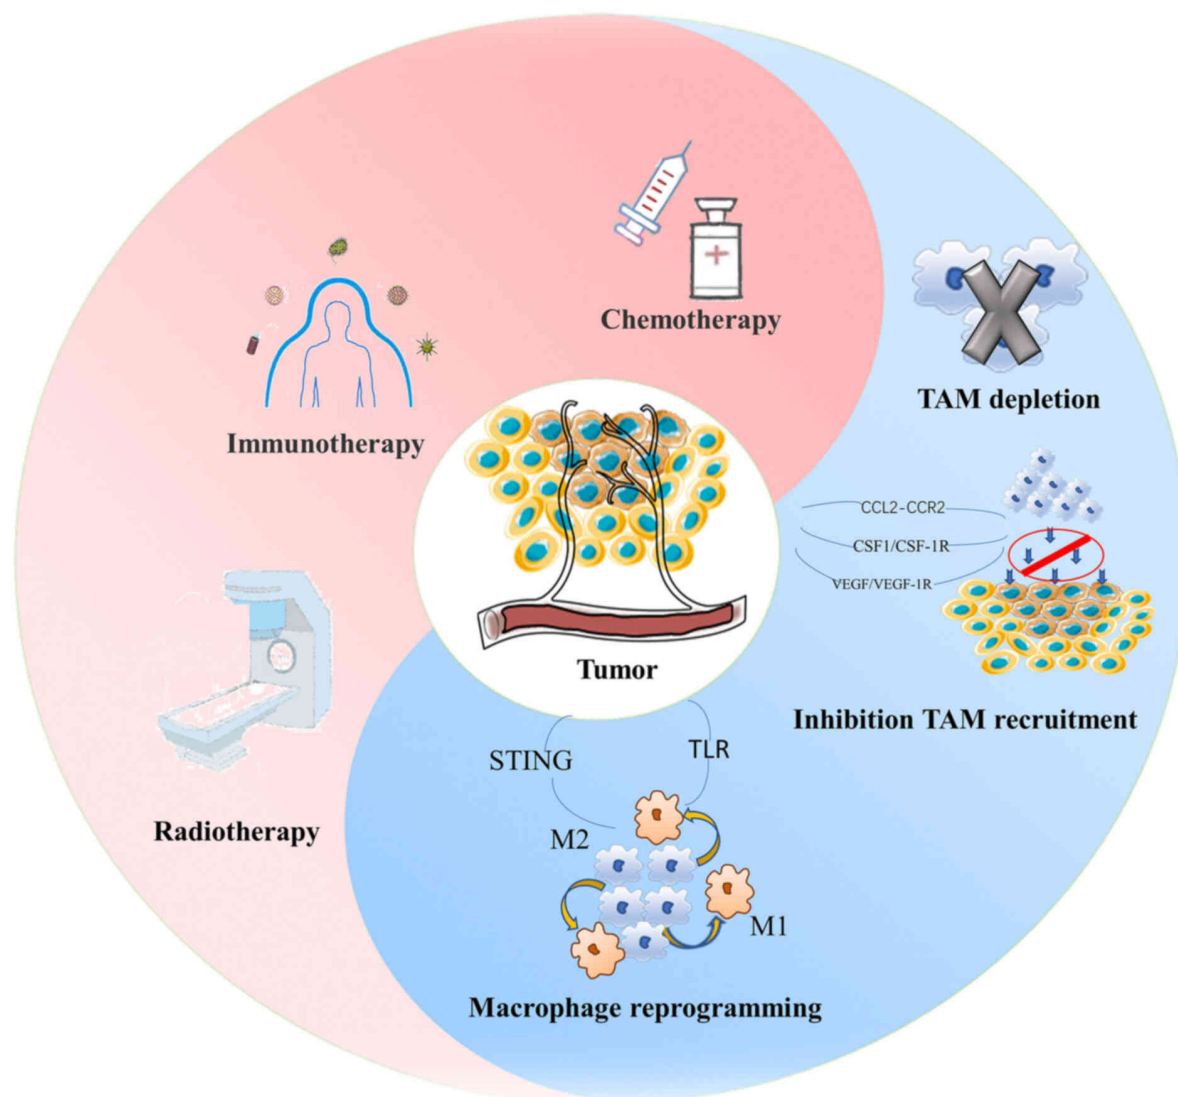 Chemotherapy
Immunotherapy
TAM depletion
CCL2-CCR2
CSF1/CSF-1R
VEGF/VEGF-1R
Tumor
Inhibition TAM recruitment
STING
TLR
Radiotherapy
M2
M1
Macrophage reprogramming